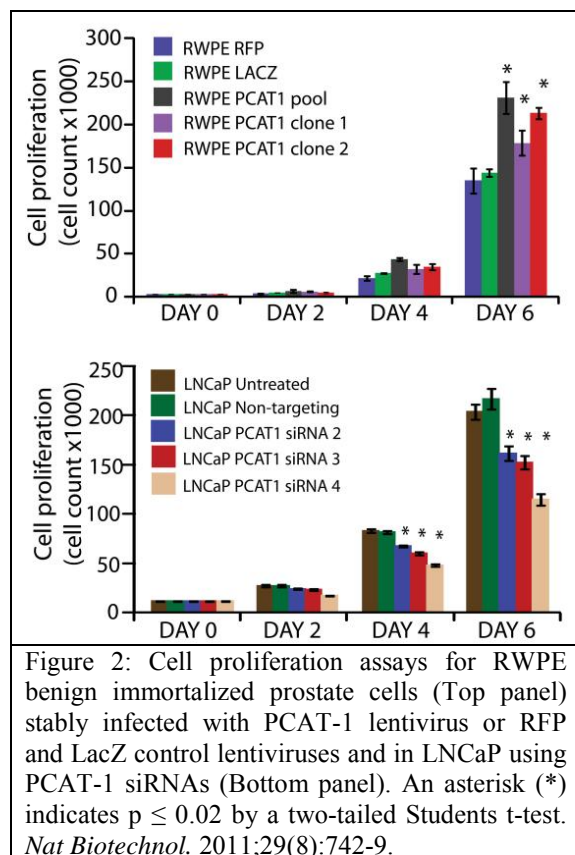 300
250
200
150
100
50
0
Cell proliferation
(cell count x1000)
RWPE RFP
RWPE LACZ
RWPE PCAT1 pool
RWPE PCAT1 clone 1
RWPE PCAT1 clone 2
* * *
DAY 0 DAY 2 DAY 4 DAY 6
250
200
150
100
50
0
Cell proliferation
(cell count x1000)
LNCaP Untreated
LNCaP Non-targeting
LNCaP PCAT1 siRNA 2
LNCaP PCAT1 siRNA 3
LNCaP PCAT1 siRNA 4
* * *
* * *
DAY 0 DAY 2 DAY 4 DAY 6
Figure 2: Cell proliferation assays for RWPE
benign immortalized prostate cells (Top panel)
stably infected with PCAT-1 lentivirus or RFP
and LacZ control lentiviruses and in LNCaP using
PCAT-1 siRNAs (Bottom panel). An asterisk (*)
indicates p ≤ 0.02 by a two-tailed Students t-test.
Nat Biotechnol. 2011;29(8):742-9.